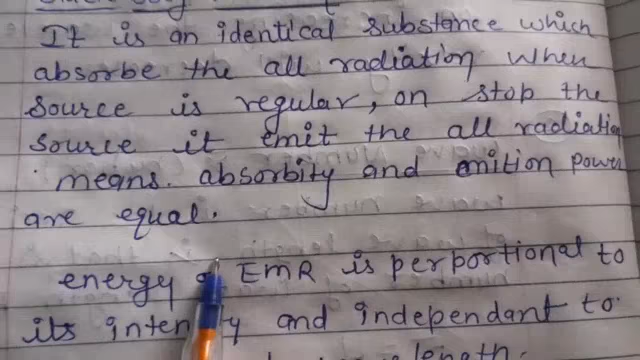 It is an identical substance which
absorbe the all radiation when
source is regular, on stop the
source it emit the all radiation
means. absorbity and emition power
are equal.
energy EMR is perportional to
its and independant to
length.